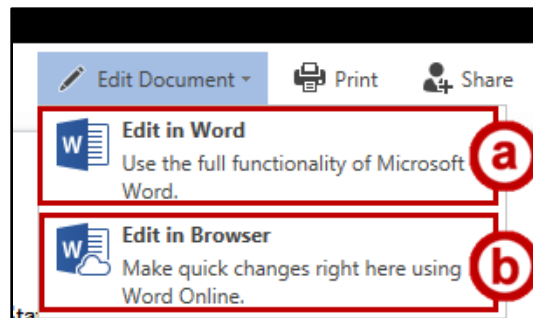 Edit Document Print Share
Edit in Word
W
Use the full functionality of Microsoft
Word.
a
Edit in Browser
W
Make quick changes right here using
Word Online.
b